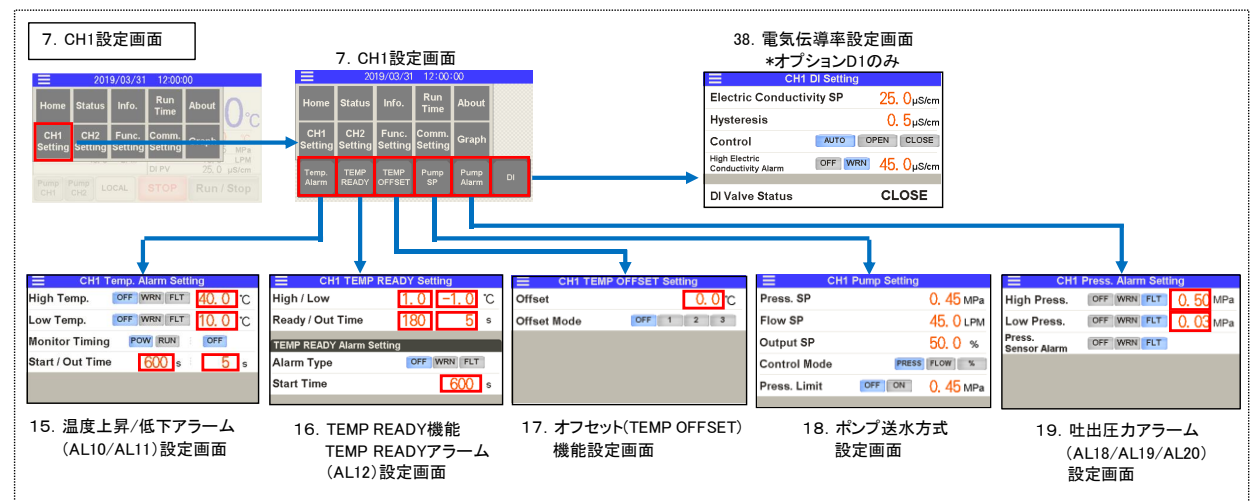 7．CH1設定画面
2019/03/31 12:00:00
Home Status Info. Run Time About
0 ℃
CH1 Setting CH2 Setting Func. Setting Comm. Setting Graph
MPa
LPM
DI PV 25.0 μS/cm
Pump CH1 Pump CH2 LOCAL STOP Run / Stop
7．CH1設定画面
2019/03/31 12:00:00
Home Status Info. Run Time About
CH1 Setting CH2 Setting Func. Setting Comm. Setting Graph
Temp. Alarm TEMP READY TEMP OFFSET Pump SP Pump Alarm DI
38．電気伝導率設定画面
*オプションD1のみ
CH1 DI Setting
Electric Conductivity SP 25.0 μS/cm
Hysteresis 0.5 μS/cm
Control AUTO OPEN CLOSE
High Electric
Conductivity Alarm OFF WRN 45.0 μS/cm
DI Valve Status CLOSE
CH1 Temp. Alarm Setting
High Temp. OFF WRN FLT 40.0 ℃
Low Temp. OFF WRN FLT 10.0 ℃
Monitor Timing POW RUN : OFF
Start / Out Time 600 s : 5 s
15．温度上昇/低下アラーム
(AL10/AL11)設定画面
CH1 TEMP READY Setting
High / Low 1.0 -1.0 ℃
Ready / Out Time 180 5 s
TEMP READY Alarm Setting
Alarm Type OFF WRN FLT
Start Time 600 s
16．TEMP READY機能
TEMP READYアラーム
(AL12)設定画面
CH1 TEMP OFFSET Setting
Offset 0.0 ℃
Offset Mode OFF 1 2 3
17．オフセット(TEMP OFFSET)
機能設定画面
CH1 Pump Setting
Press. SP 0.45 MPa
Flow SP 45.0 LPM
Output SP 50.0 %
Control Mode PRESS FLOW %
Press. Limit OFF ON 0.45 MPa
18．ポンプ送水方式
設定画面
CH1 Press. Alarm Setting
High Press. OFF WRN FLT 0.50 MPa
Low Press. OFF WRN FLT 0.03 MPa
Press.
Sensor Alarm OFF WRN FLT
19．吐出圧力アラーム
(AL18/AL19/AL20)
設定画面